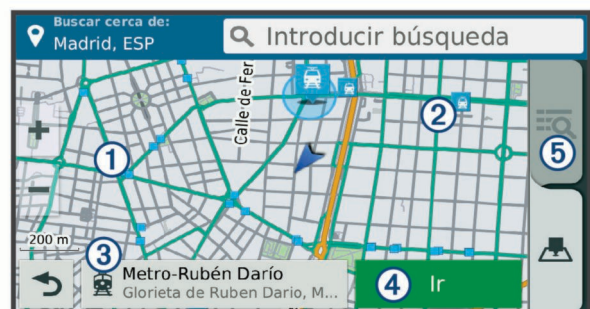 Buscar cerca de:
Madrid, ESP
Introducir búsqueda
Calle de Fer
2
1
5
200 m
3
Metro-Rubén Darío
Glorieta de Ruben Dario, M...
4
Ir